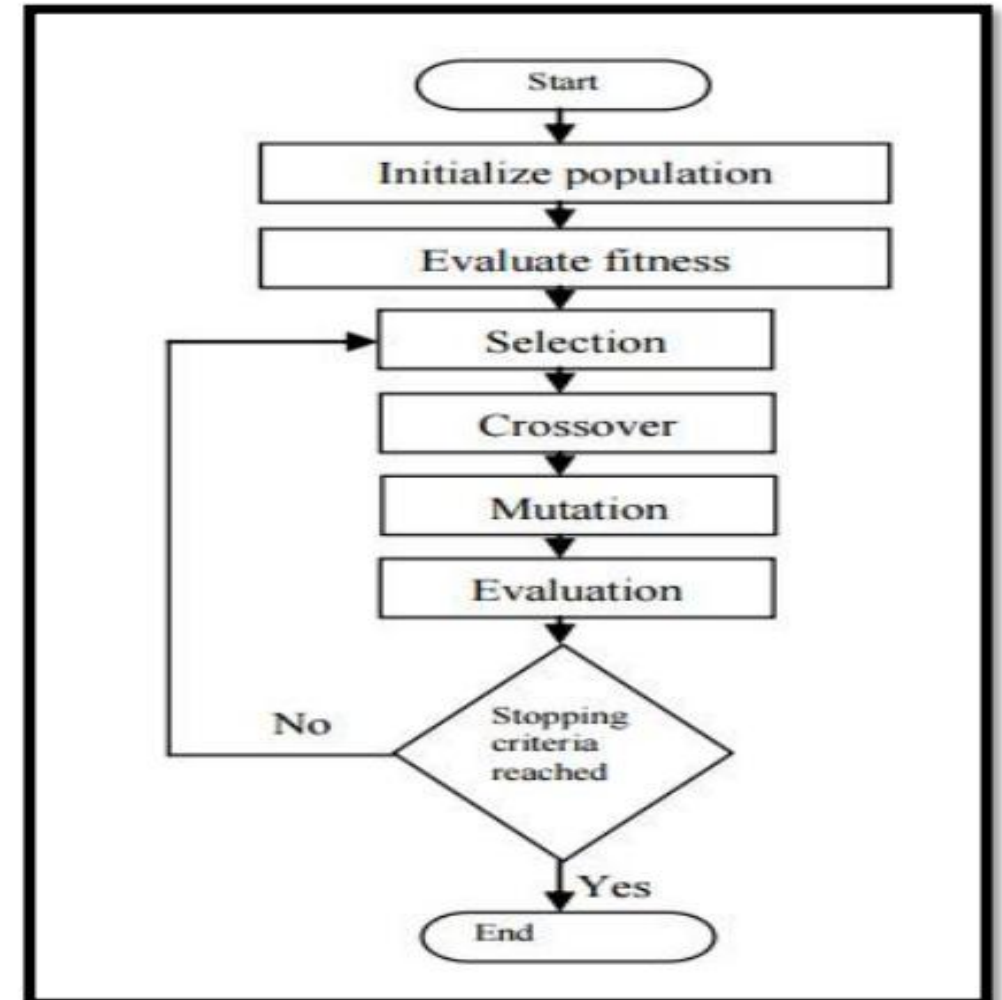 Start
Initialize population
Evaluate fitness
Selection
Crossover
Mutation
Evaluation
Stopping
criteria
reached
No
Yes
End